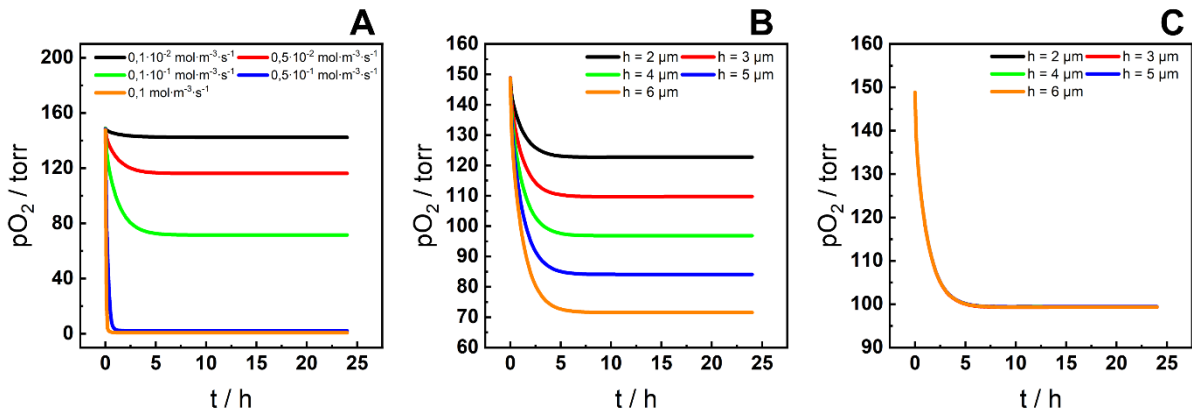 A
pO₂ / torr
200
160
120
80
40
0
0,1·10⁻² mol·m⁻³·s⁻¹ 0,5·10⁻² mol·m⁻³·s⁻¹
0,1·10⁻¹ mol·m⁻³·s⁻¹ 0,5·10⁻¹ mol·m⁻³·s⁻¹
0,1 mol·m⁻³·s⁻¹
0 5 10 15 20 25
t / h
B
pO₂ / torr
160
150
140
130
120
110
100
90
80
70
60
h = 2 µm h = 3 µm
h = 4 µm h = 5 µm
h = 6 µm
0 5 10 15 20 25
t / h
C
pO₂ / torr
160
150
140
130
120
110
100
90
h = 2 µm h = 3 µm
h = 4 µm h = 5 µm
h = 6 µm
0 5 10 15 20 25
t / h